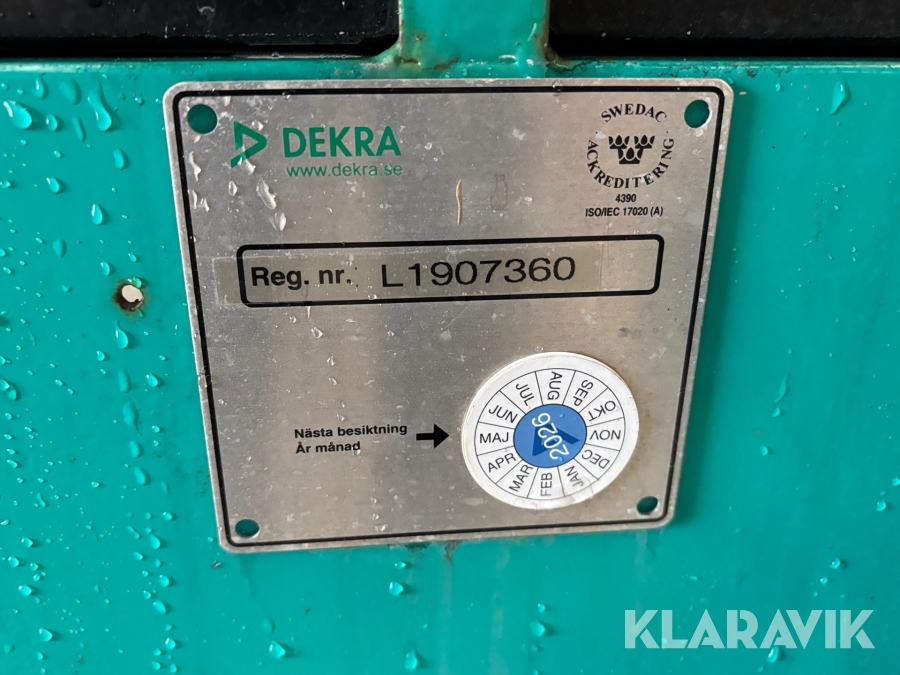 DEKRA
www.dekra.se
SWEDAC
ACKREDITERING
4390
ISO/IEC 17020 (A)
Reg. nr. L1907360
Nästa besiktning
År månad
JAN
FEB
MAR
APR
MAJ
JUN
JUL
AUG
SEP
OKT
NOV
DEC
2026
KLARAVIK